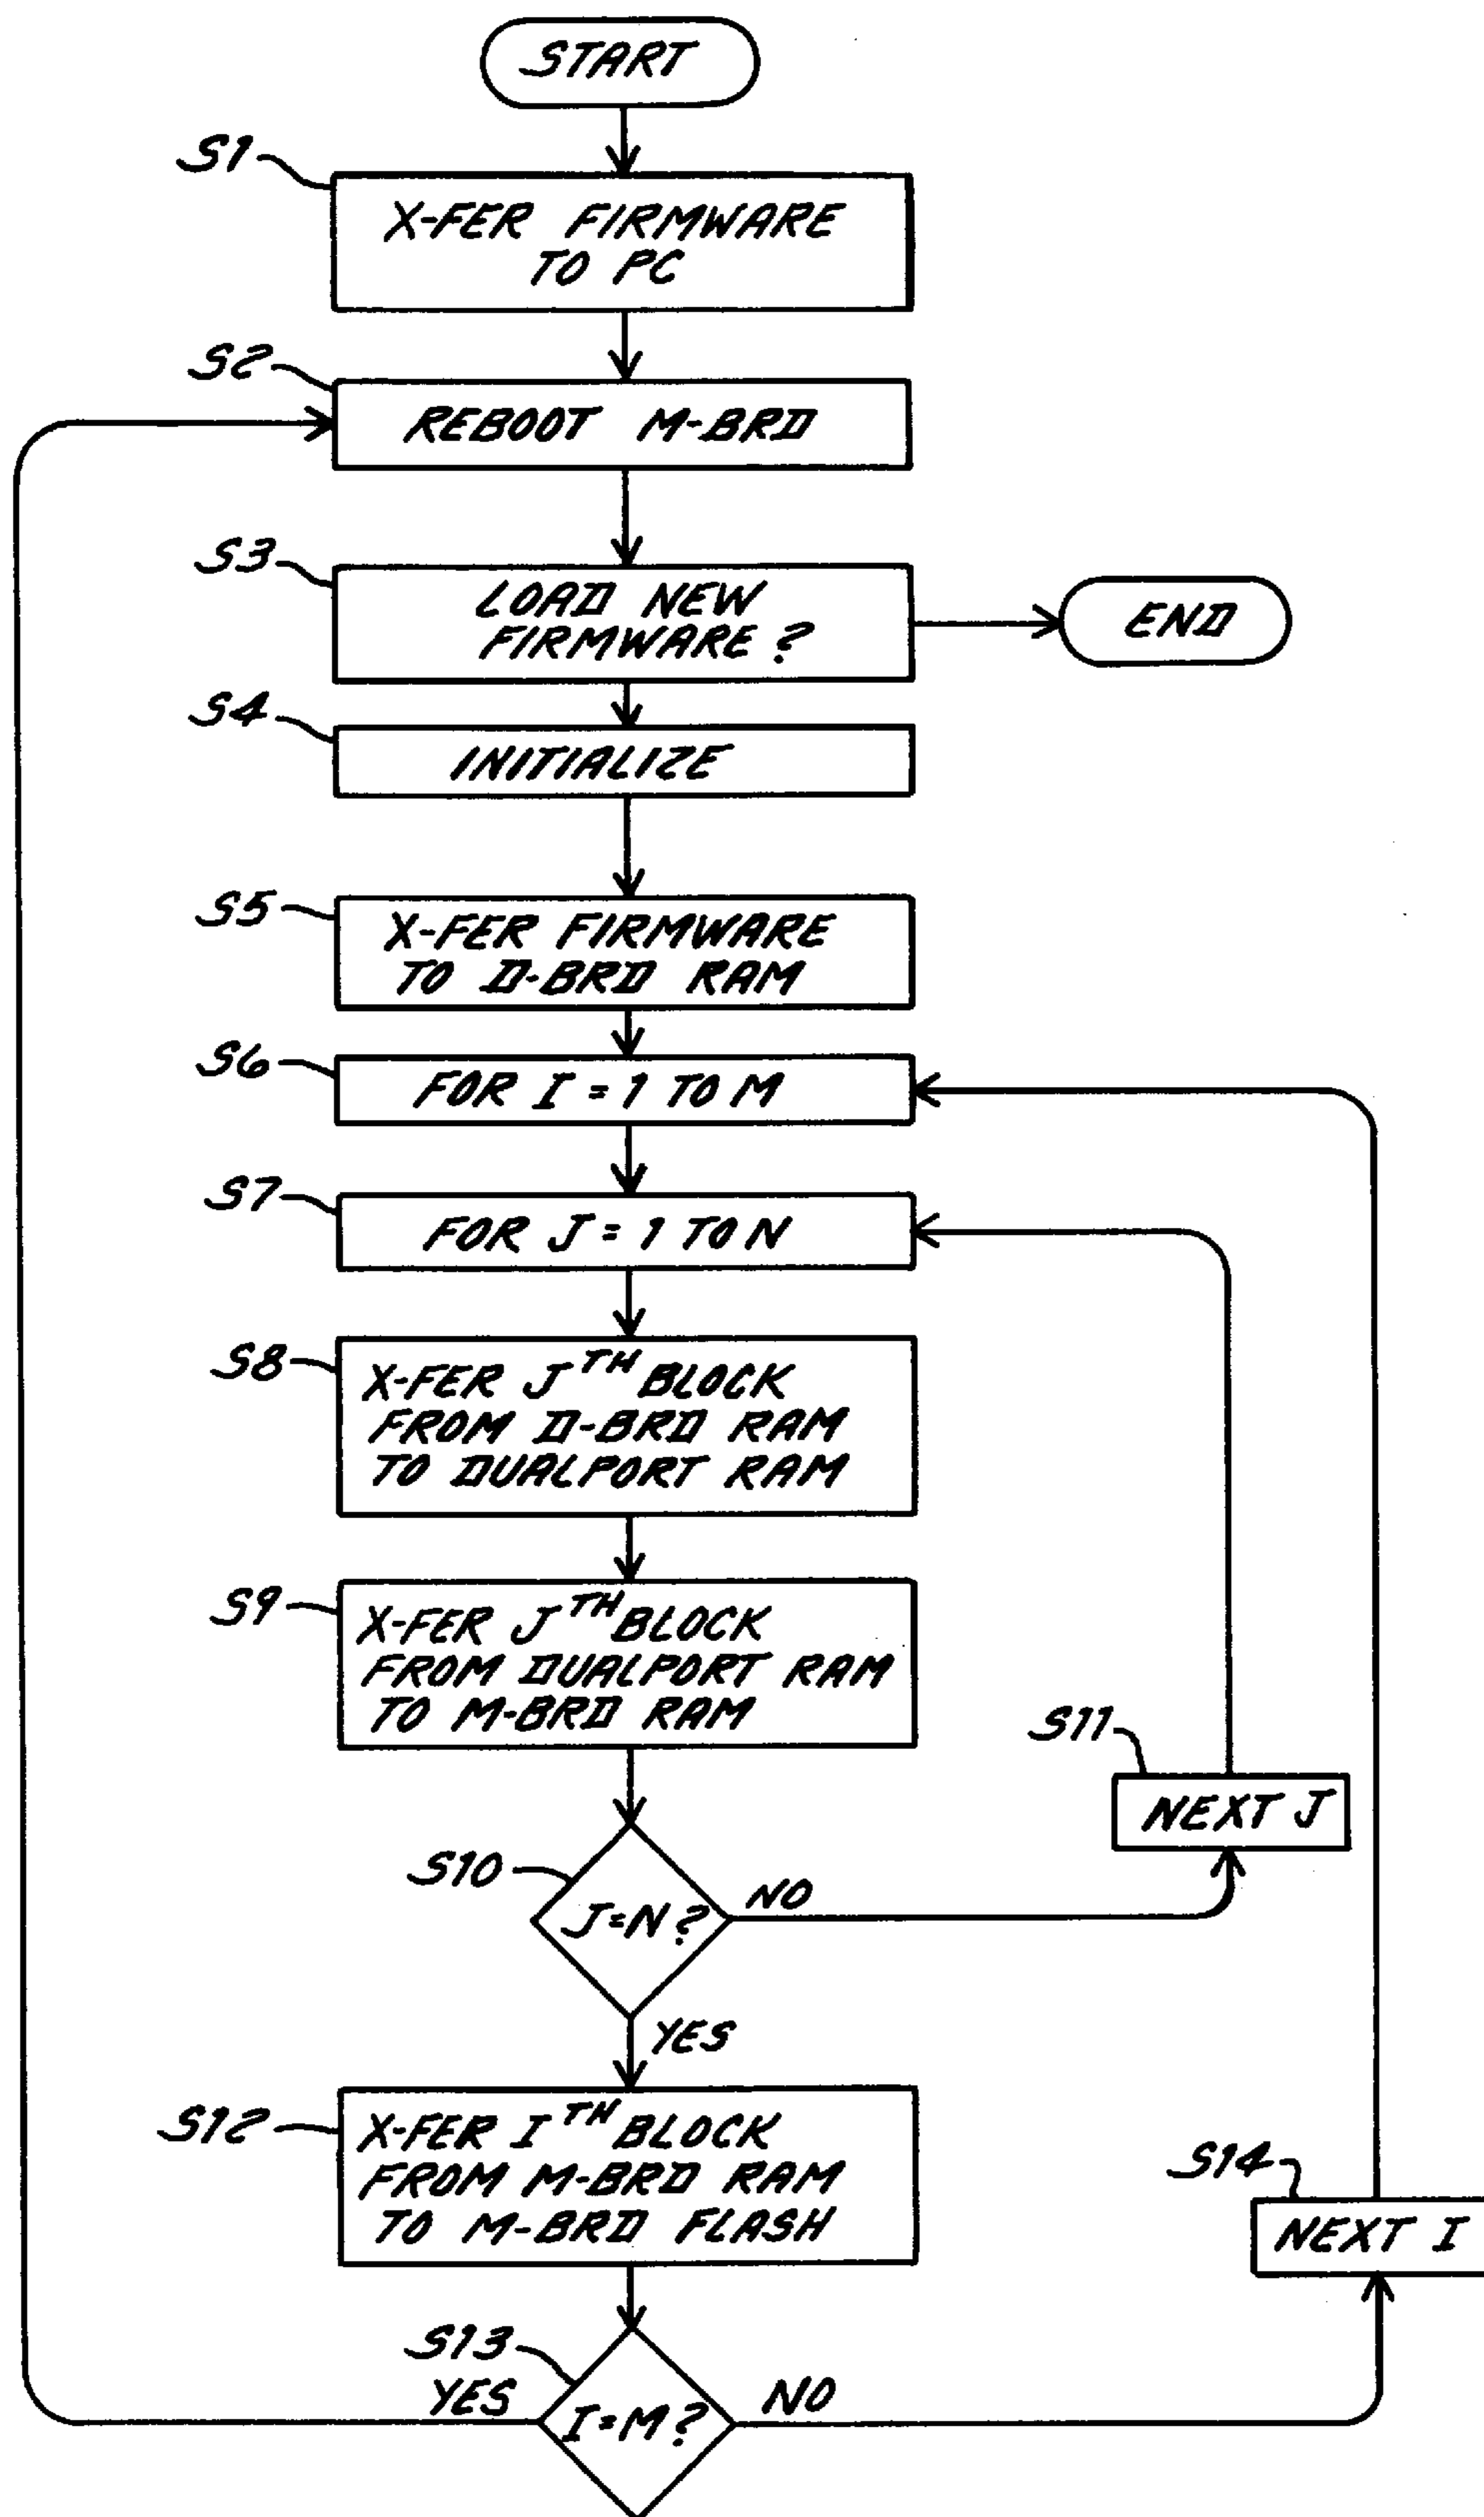 START
S1
X-FER FIRMWARE
TO PC
S2
REBOOT M-BRD
S3
LOAD NEW
FIRMWARE?
END
S4
INITIALIZE
S5
X-FER FIRMWARE
TO D-BRD RAM
S6
FOR I = 1 TO M
S7
FOR J = 1 TO N
S8
X-FER J TH BLOCK
FROM D-BRD RAM
TO DUALPORT RAM
S9
X-FER J TH BLOCK
FROM DUALPORT RAM
TO M-BRD RAM
S11
NEXT J
S10
J=N?
NO
YES
S12
X-FER I TH BLOCK
FROM M-BRD RAM
TO M-BRD FLASH
S14
NEXT I
S13
YES
I=M?
NO